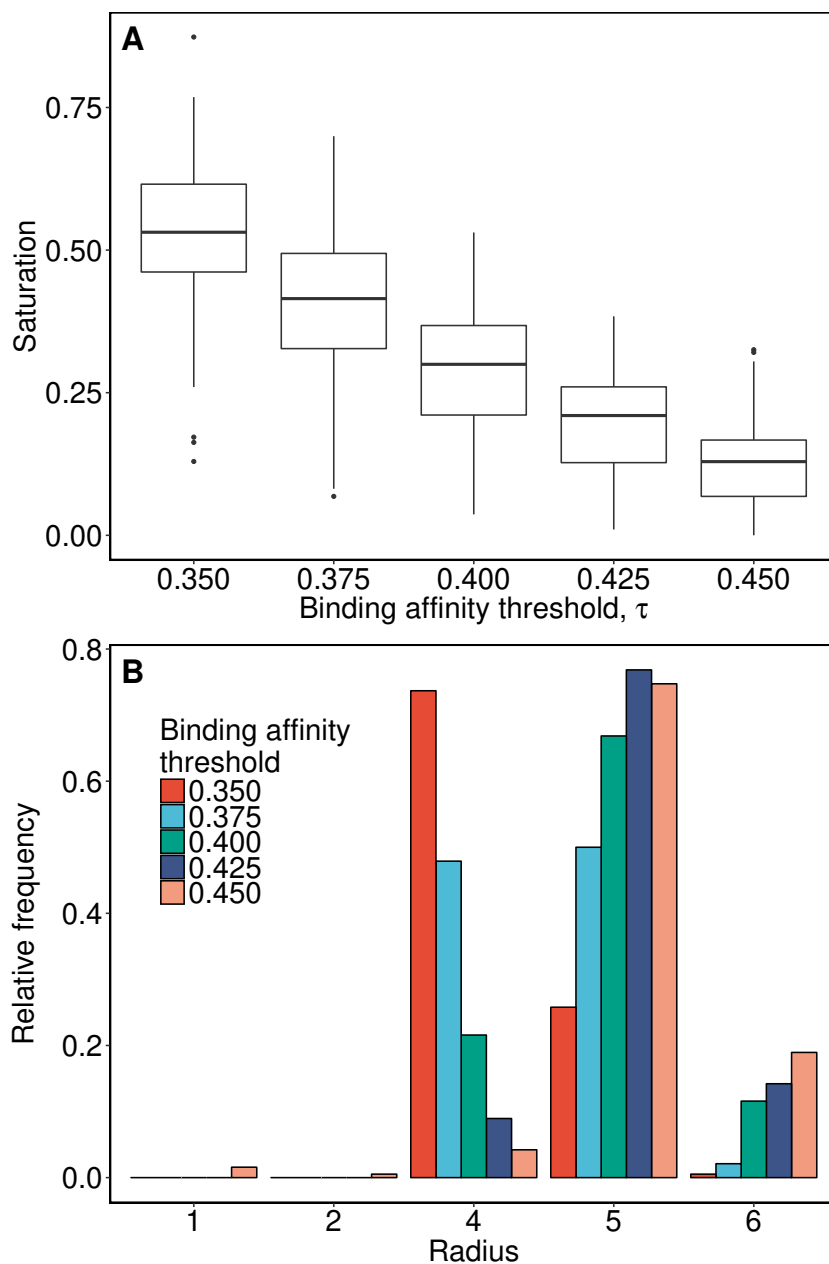 A
0.75
0.50
0.25
0.00
Saturation
0.350 0.375 0.400 0.425 0.450
Binding affinity threshold, τ
B
0.8
0.6
0.4
0.2
0.0
Relative frequency
Binding affinity
threshold
0.350
0.375
0.400
0.425
0.450
1 2 4 5 6
Radius